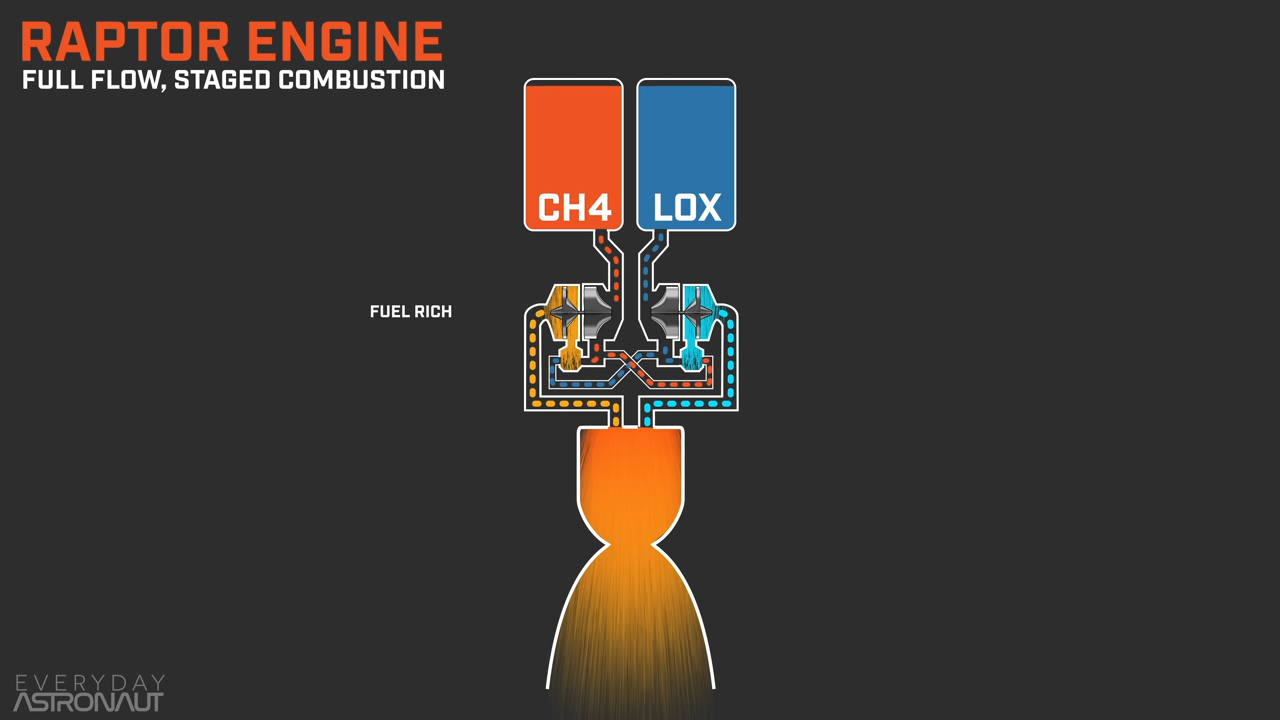 RAPTOR ENGINE
FULL FLOW, STAGED COMBUSTION
CH4
LOX
FUEL RICH
EVERYDAY
ASTRONAUT